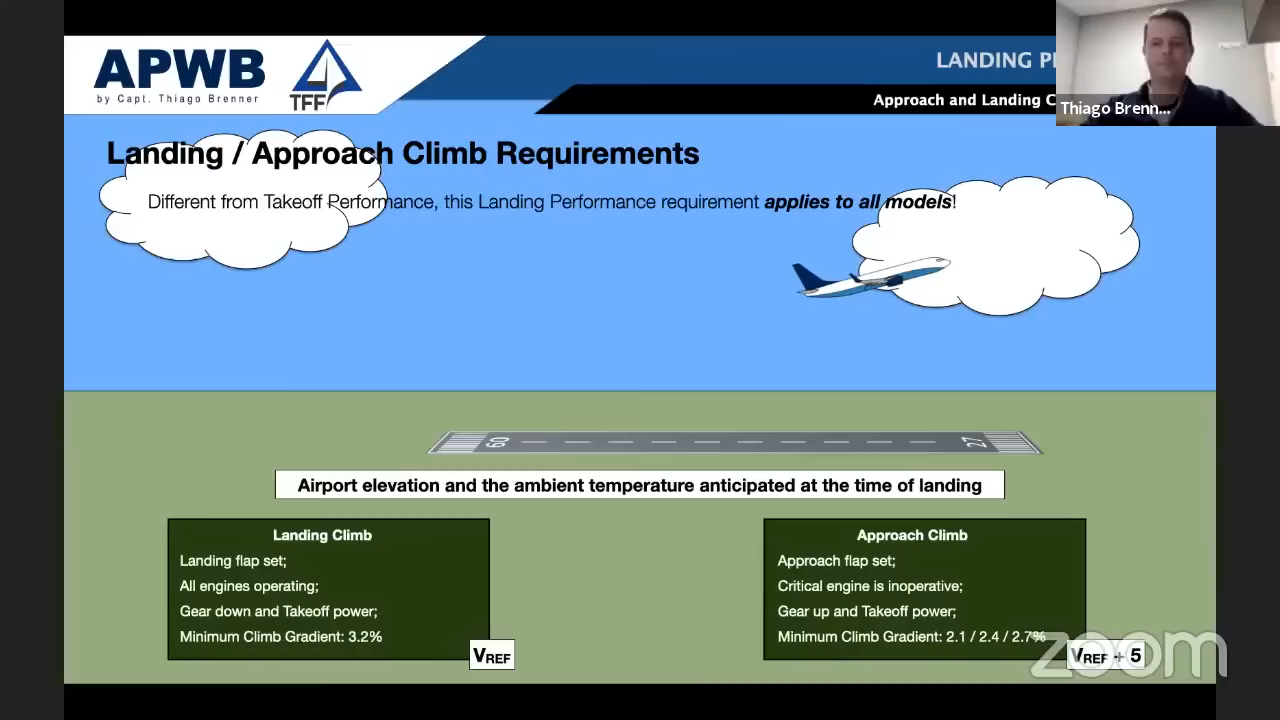 APWB
by Capt. Thiago Brenner
TFF
LANDING
Approach and Landing
Thiago Brenn...
Landing / Approach Climb Requirements
Different from Takeoff Performance, this Landing Performance requirement applies to all models!
09
27
Airport elevation and the ambient temperature anticipated at the time of landing
Landing Climb
Landing flap set;
All engines operating;
Gear down and Takeoff power;
Minimum Climb Gradient: 3.2%
VREF
Approach Climb
Approach flap set;
Critical engine is inoperative;
Gear up and Takeoff power;
Minimum Climb Gradient: 2.1 / 2.4 / 2.7%
VREF + 5
zoom